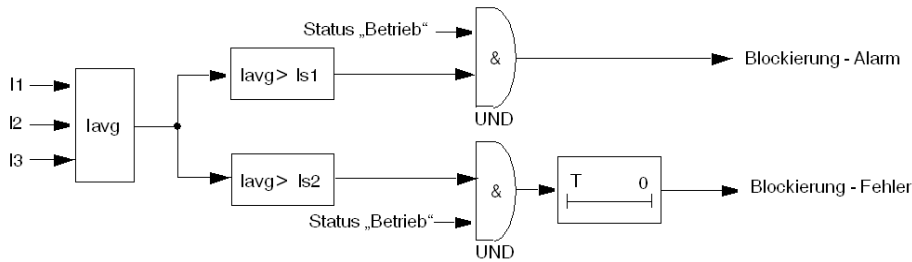 Status „Betrieb“
Iavg> Is1
&
UND
Blockierung - Alarm
I1
I2
I3
Iavg
Iavg> Is2
Status „Betrieb“
&
UND
T 0
Blockierung - Fehler